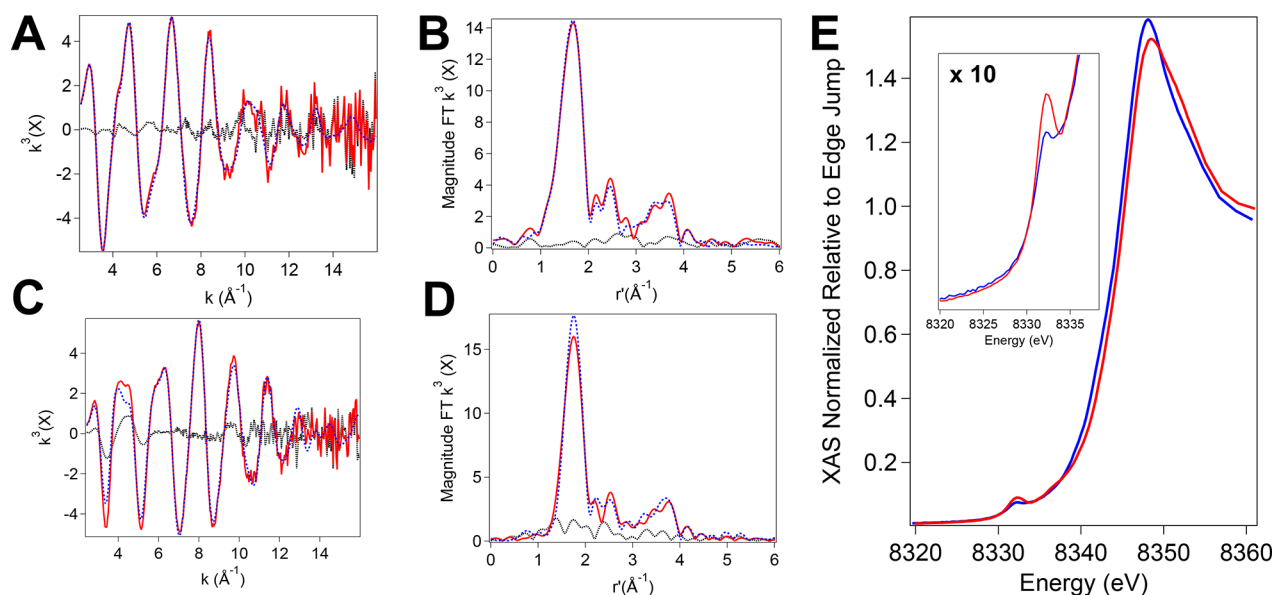 A
4
2
0
-2
-4
k³(X)
4 6 8 10 12 14
k (Å⁻¹)
B
14
12
10
8
6
4
2
0
Magnitude FT k³ (X)
0 1 2 3 4 5 6
r'(Å⁻¹)
C
4
2
0
-2
-4
k³(X)
4 6 8 10 12 14
k (Å⁻¹)
D
15
10
5
0
Magnitude FT k³ (X)
0 1 2 3 4 5 6
r'(Å⁻¹)
E
XAS Normalized Relative to Edge Jump
1.4
1.2
1.0
0.8
0.6
0.4
0.2
x 10
8320 8325 8330 8335
Energy (eV)
8320 8330 8340 8350 8360
Energy (eV)